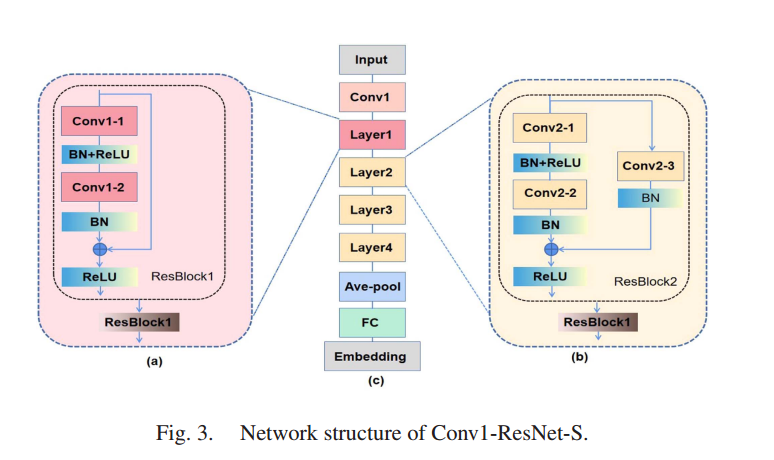 Conv1-1
BN+ReLU
Conv1-2
BN
ReLU
ResBlock1
ResBlock1
(a)
Input
Conv1
Layer1
Layer2
Layer3
Layer4
Ave-pool
FC
Embedding
(c)
Conv2-1
BN+ReLU
Conv2-2
BN
ReLU
Conv2-3
BN
ResBlock2
ResBlock1
(b)
Fig. 3. Network structure of Conv1-ResNet-S.